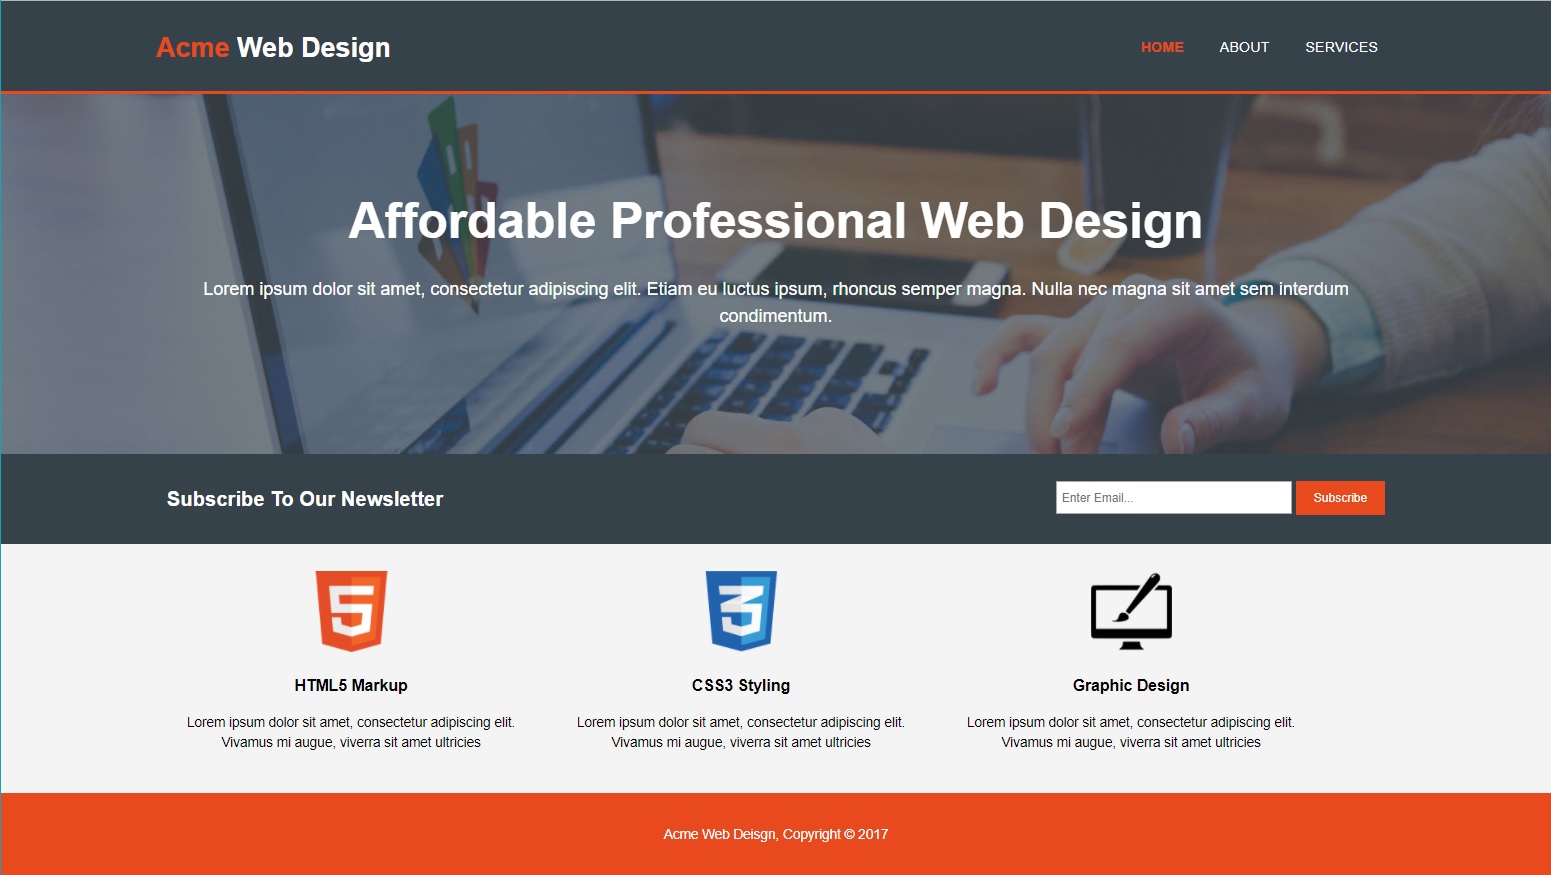 Acme Web Design
HOME ABOUT SERVICES
Affordable Professional Web Design
Lorem ipsum dolor sit amet, consectetur adipiscing elit. Etiam eu luctus ipsum, rhoncus semper magna. Nulla nec magna sit amet sem interdum
condimentum.
Subscribe To Our Newsletter
Enter Email...
Subscribe
HTML5 Markup
Lorem ipsum dolor sit amet, consectetur adipiscing elit.
Vivamus mi augue, viverra sit amet ultricies
CSS3 Styling
Lorem ipsum dolor sit amet, consectetur adipiscing elit.
Vivamus mi augue, viverra sit amet ultricies
Graphic Design
Lorem ipsum dolor sit amet, consectetur adipiscing elit.
Vivamus mi augue, viverra sit amet ultricies
Acme Web Deisgn, Copyright © 2017